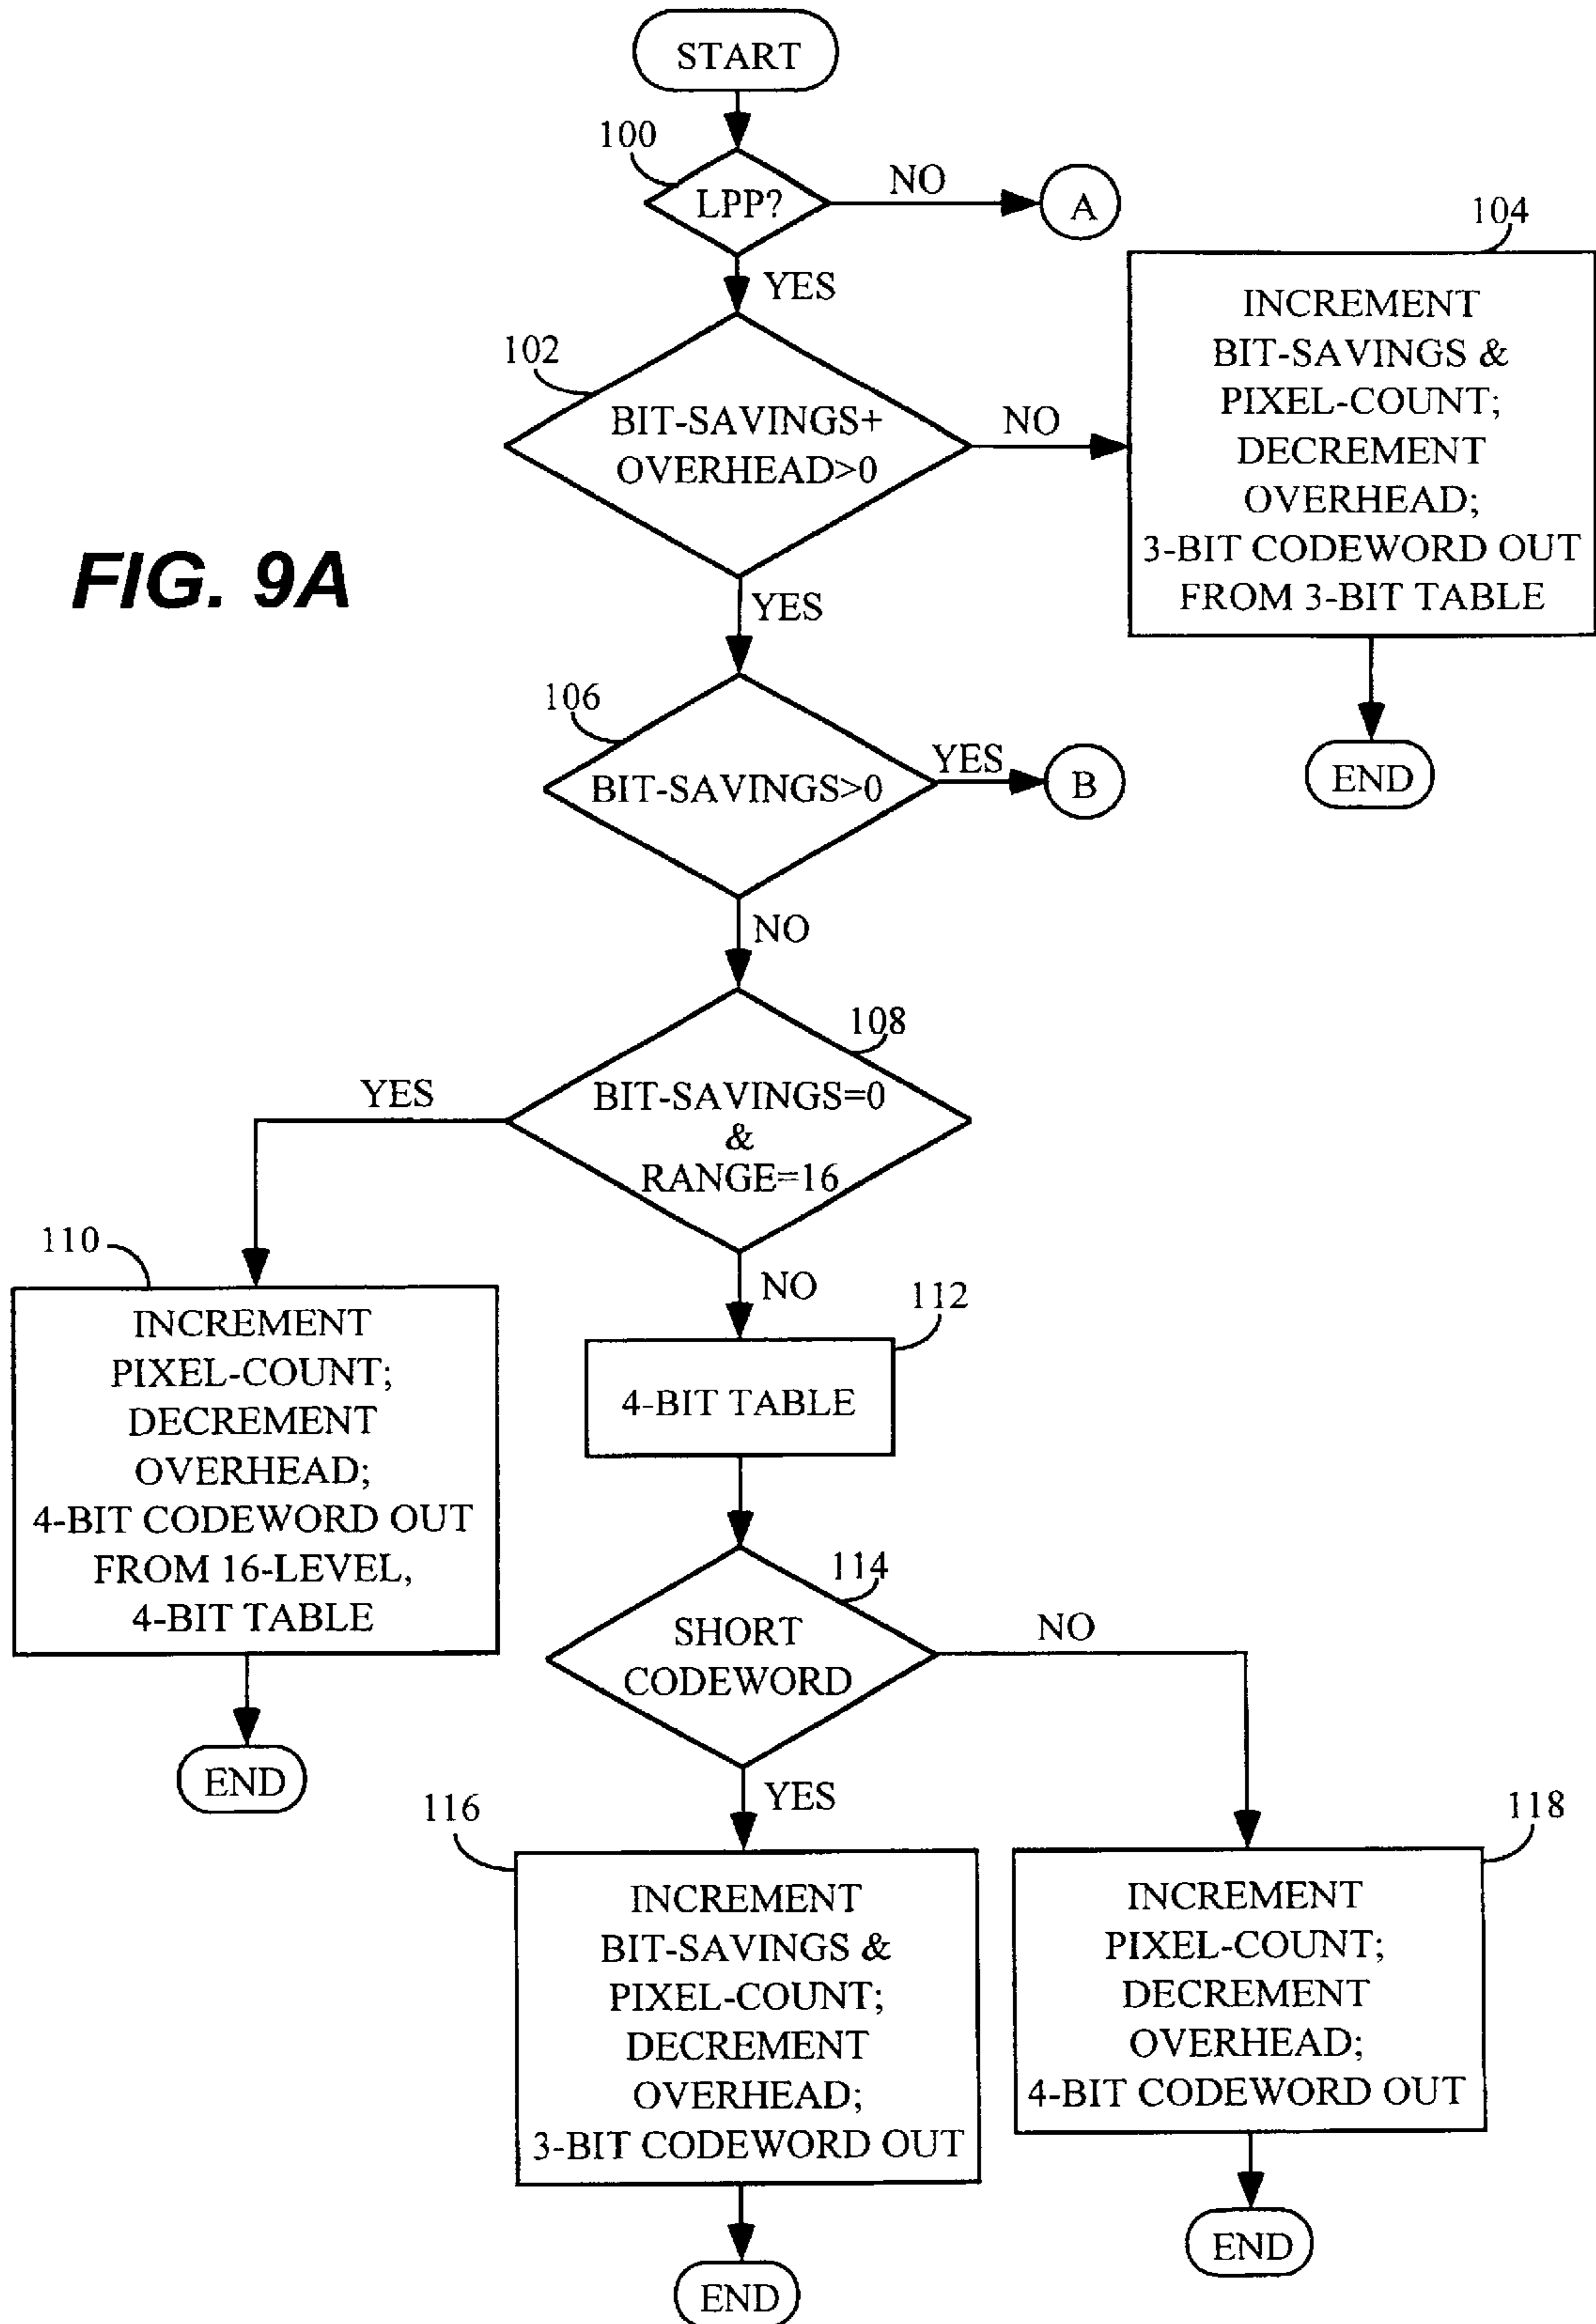 START
100
LPP?
NO
A
YES
104
INCREMENT
BIT-SAVINGS &
PIXEL-COUNT;
DECREMENT
OVERHEAD;
3-BIT CODEWORD OUT
FROM 3-BIT TABLE
END
102
BIT-SAVINGS+
OVERHEAD>0
NO
YES
FIG. 9A
106
BIT-SAVINGS>0
YES
B
NO
108
BIT-SAVINGS=0
&
RANGE=16
YES
110
INCREMENT
PIXEL-COUNT;
DECREMENT
OVERHEAD;
4-BIT CODEWORD OUT
FROM 16-LEVEL,
4-BIT TABLE
END
NO
112
4-BIT TABLE
114
SHORT
CODEWORD
NO
YES
116
INCREMENT
BIT-SAVINGS &
PIXEL-COUNT;
DECREMENT
OVERHEAD;
3-BIT CODEWORD OUT
END
118
INCREMENT
PIXEL-COUNT;
DECREMENT
OVERHEAD;
4-BIT CODEWORD OUT
END